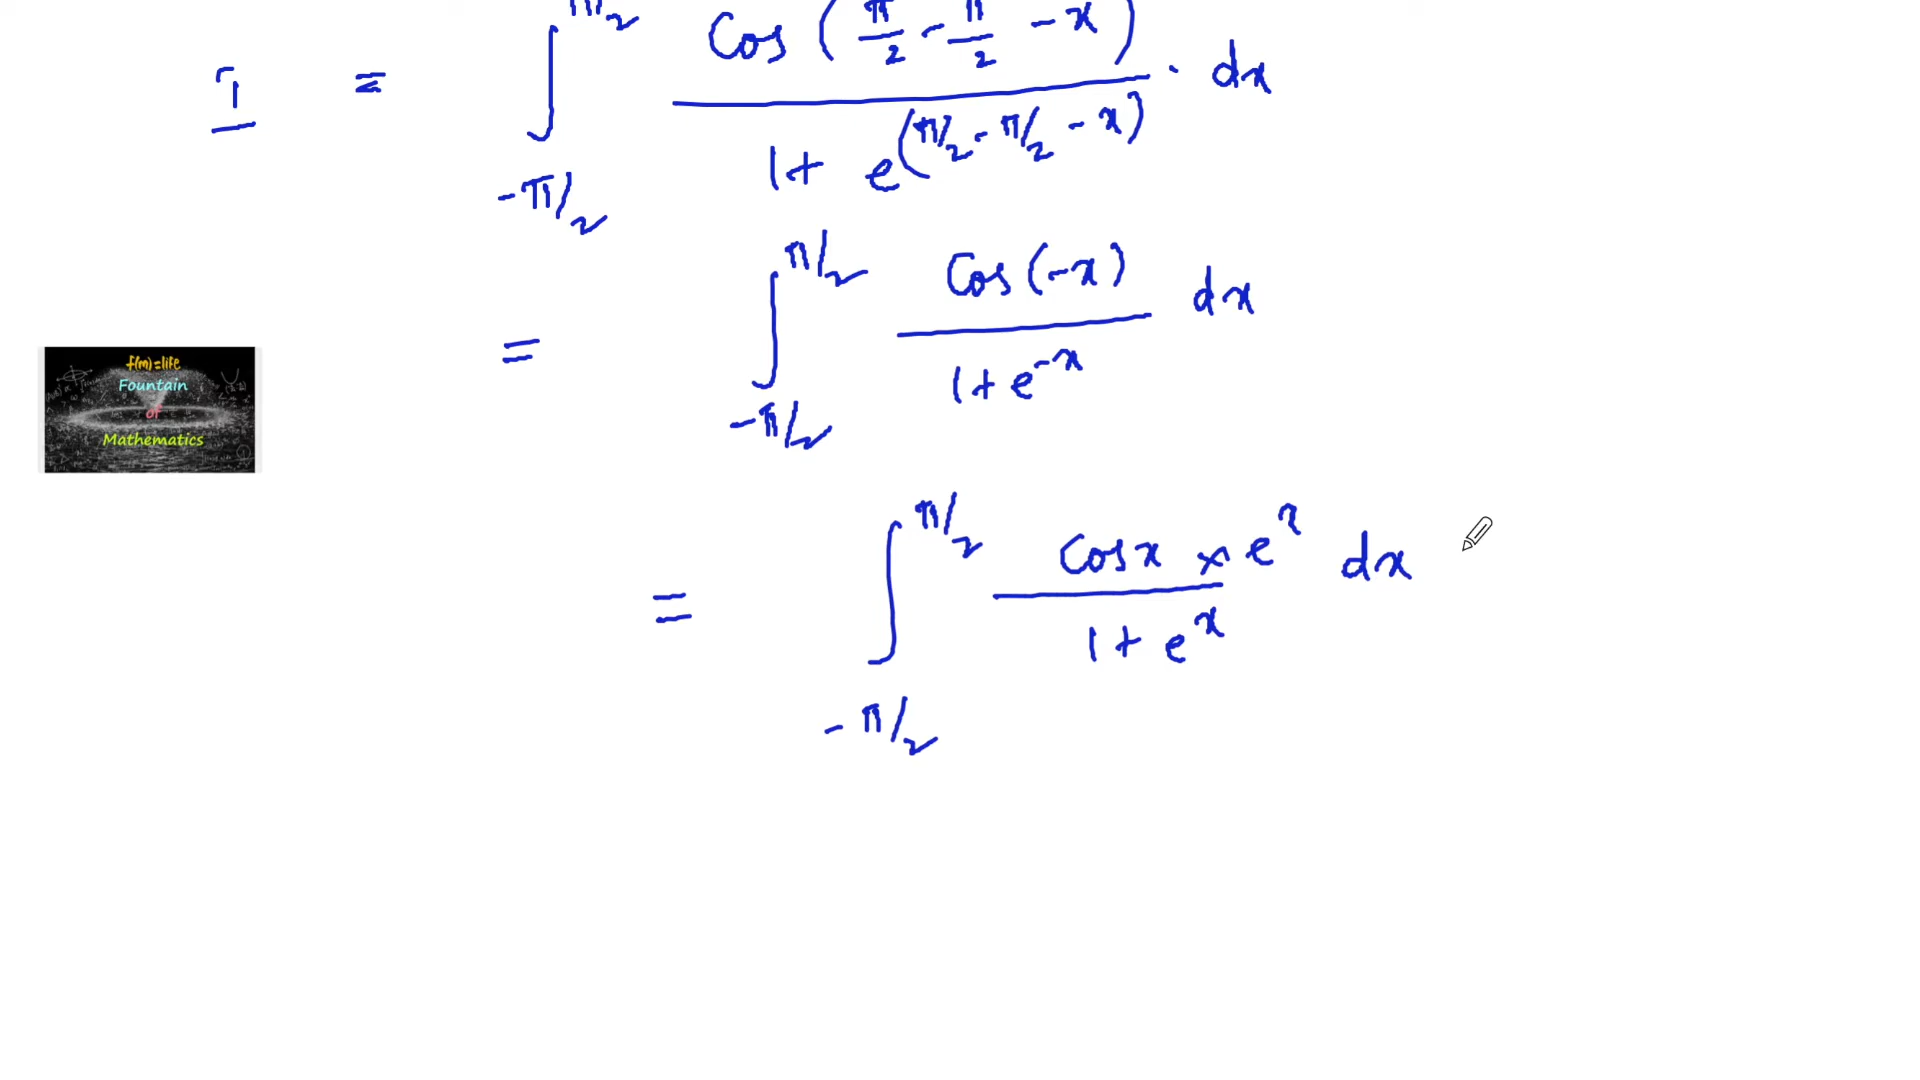 I = ∫_{-π/2}^{π/2} Cos(π/2 - π/2 - x) / 1 + e^{(π/2 - π/2 - x)} . dx
= ∫_{-π/2}^{π/2} Cos(-x) / 1 + e^{-x} dx
f(m)=life
Fountain
of
Mathematics
= ∫_{-π/2}^{π/2} Cosx × e^x / 1 + e^x dx